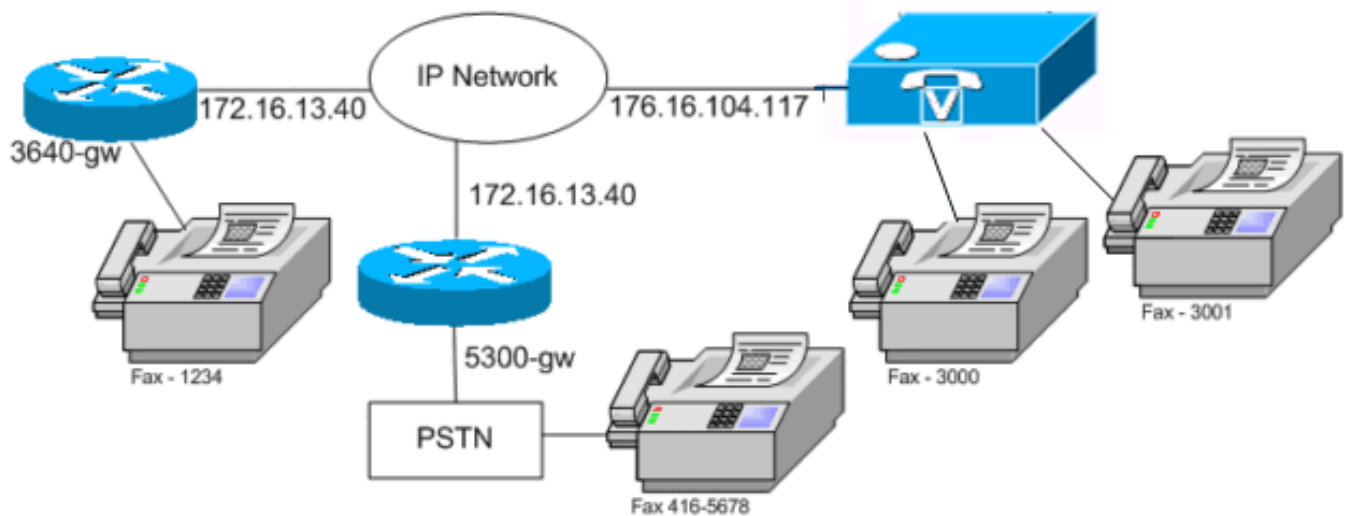 IP Network
172.16.13.40
176.16.104.117
V
3640-gw
172.16.13.40
Fax - 1234
Fax - 3001
Fax - 3000
5300-gw
PSTN
Fax 416-5678